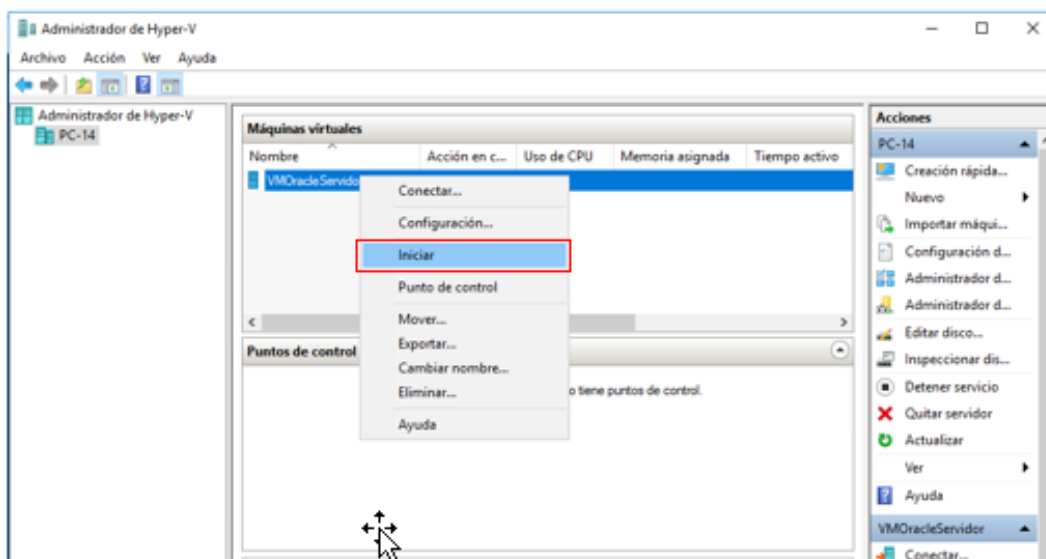 Administrador de Hyper-V
Archivo Acción Ver Ayuda
Administrador de Hyper-V
PC-14
Máquinas virtuales
Nombre Acción en c... Uso de CPU Memoria asignada Tiempo activo
VMOracleServido
Conectar...
Configuración...
Iniciar
Punto de control
Mover...
Exportar...
Cambiar nombre...
Eliminar...
Ayuda
Puntos de control
o tiene puntos de control.
Acciones
PC-14
Creación rápida...
Nuevo
Importar máqui...
Configuración d...
Administrador d...
Administrador d...
Editar disco...
Inspeccionar dis...
Detener servicio
Quitar servidor
Actualizar
Ver
Ayuda
VMOracleServidor
Conectar...